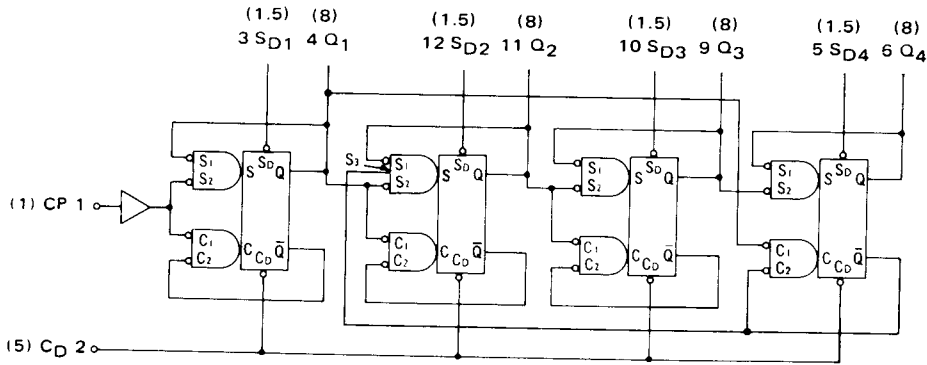 (1.5) (8) (1.5) (8) (1.5) (8) (1.5) (8)
3 SD1 4 Q1 12 SD2 11 Q2 10 SD3 9 Q3 5 SD4 6 Q4
S1 SD S Q
S2
S3 S1 SD S Q
S2
S1 SD S Q
S2
S1 SD S Q
S2
(1) CP 1
C1 C CD Q̅
C2
C1 C CD Q̅
C2
C1 C CD Q̅
C2
C1 C CD Q̅
C2
(5) CD 2